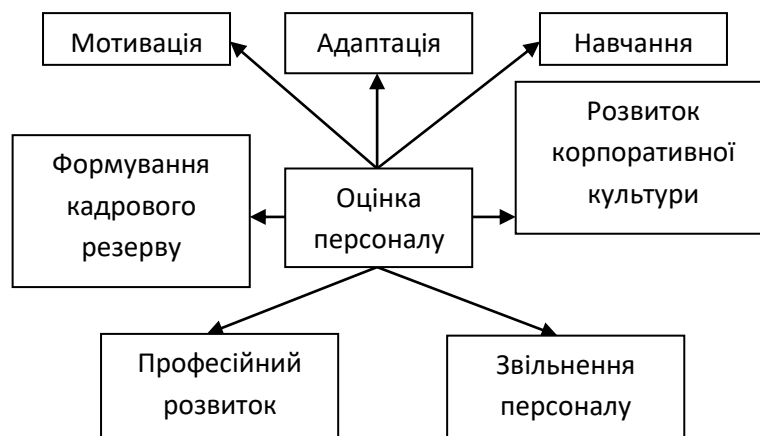 Мотивація
Адаптація
Навчання
Формування
кадрового
резерву
Оцінка
персоналу
Розвиток
корпоративної
культури
Професійний
розвиток
Звільнення
персоналу